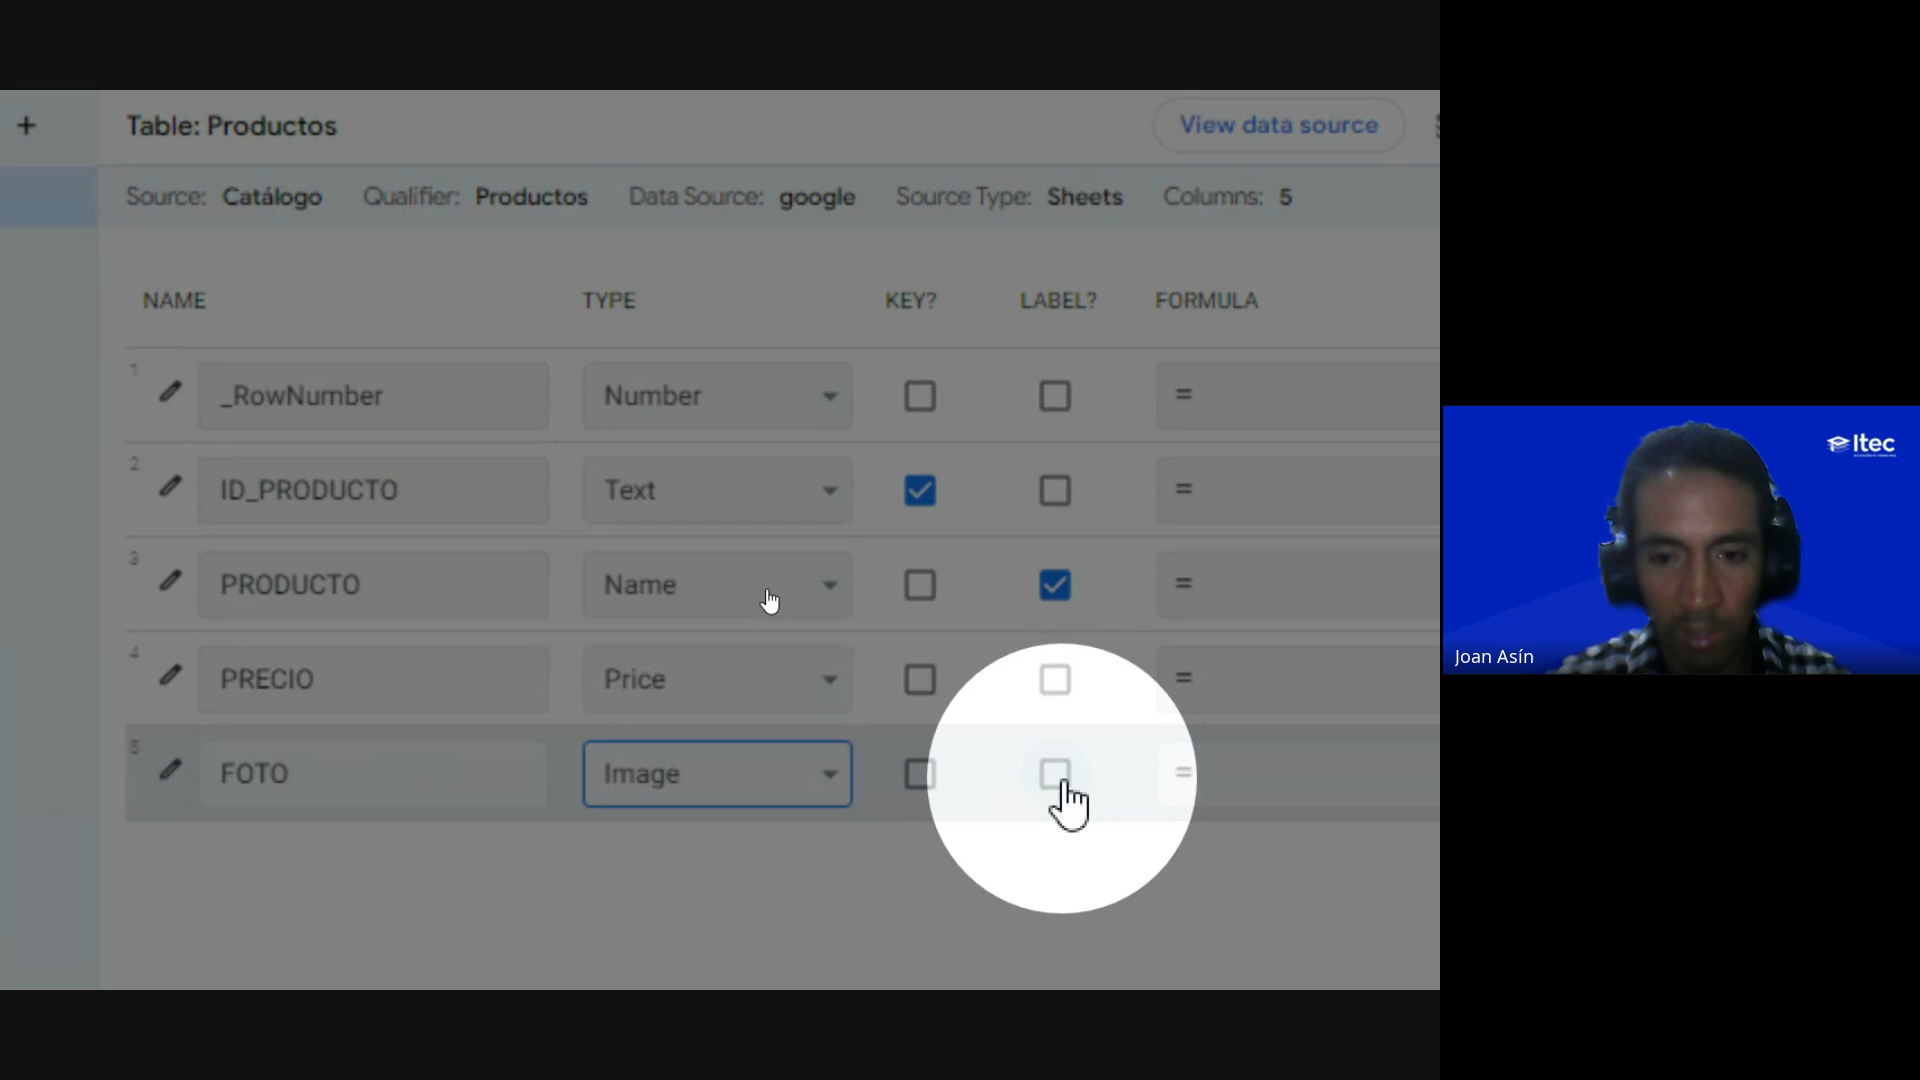 + Table: Productos View data source
Source: Catálogo Qualifier: Productos Data Source: google Source Type: Sheets Columns: 5
NAME TYPE KEY? LABEL? FORMULA
1 _RowNumber Number =
2 ID_PRODUCTO Text =
3 PRODUCTO Name =
4 PRECIO Price =
5 FOTO Image =
Itec
Joan Asín